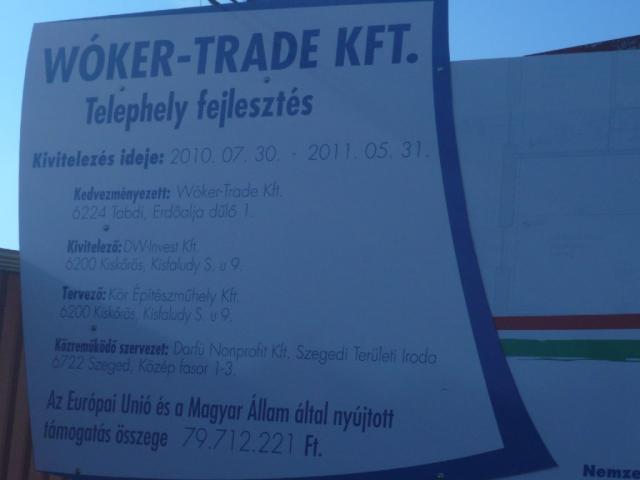 WÓKER-TRADE KFT.
Telephely fejlesztés
Kivitelezés ideje: 2010. 07. 30. - 2011. 05. 31.
Kedvezményezett: Wóker-Trade Kft.
6224 Tabdi, Erdőalja dűlő 1.
Kivitelező: DW-Invest Kft.
6200 Kiskőrös, Kisfaludy S. u 9.
Tervező: Kör Építészműhely Kft.
6200 Kiskőrös, Kisfaludy S. u 9.
Közreműködő szervezet: Darfü Nonprofit Kft. Szegedi Területi Iroda
6722 Szeged, Közép fasor 1-3.
Az Európai Unió és a Magyar Állam által nyújtott
támogatás összege 79.712.221 Ft.
Nemze